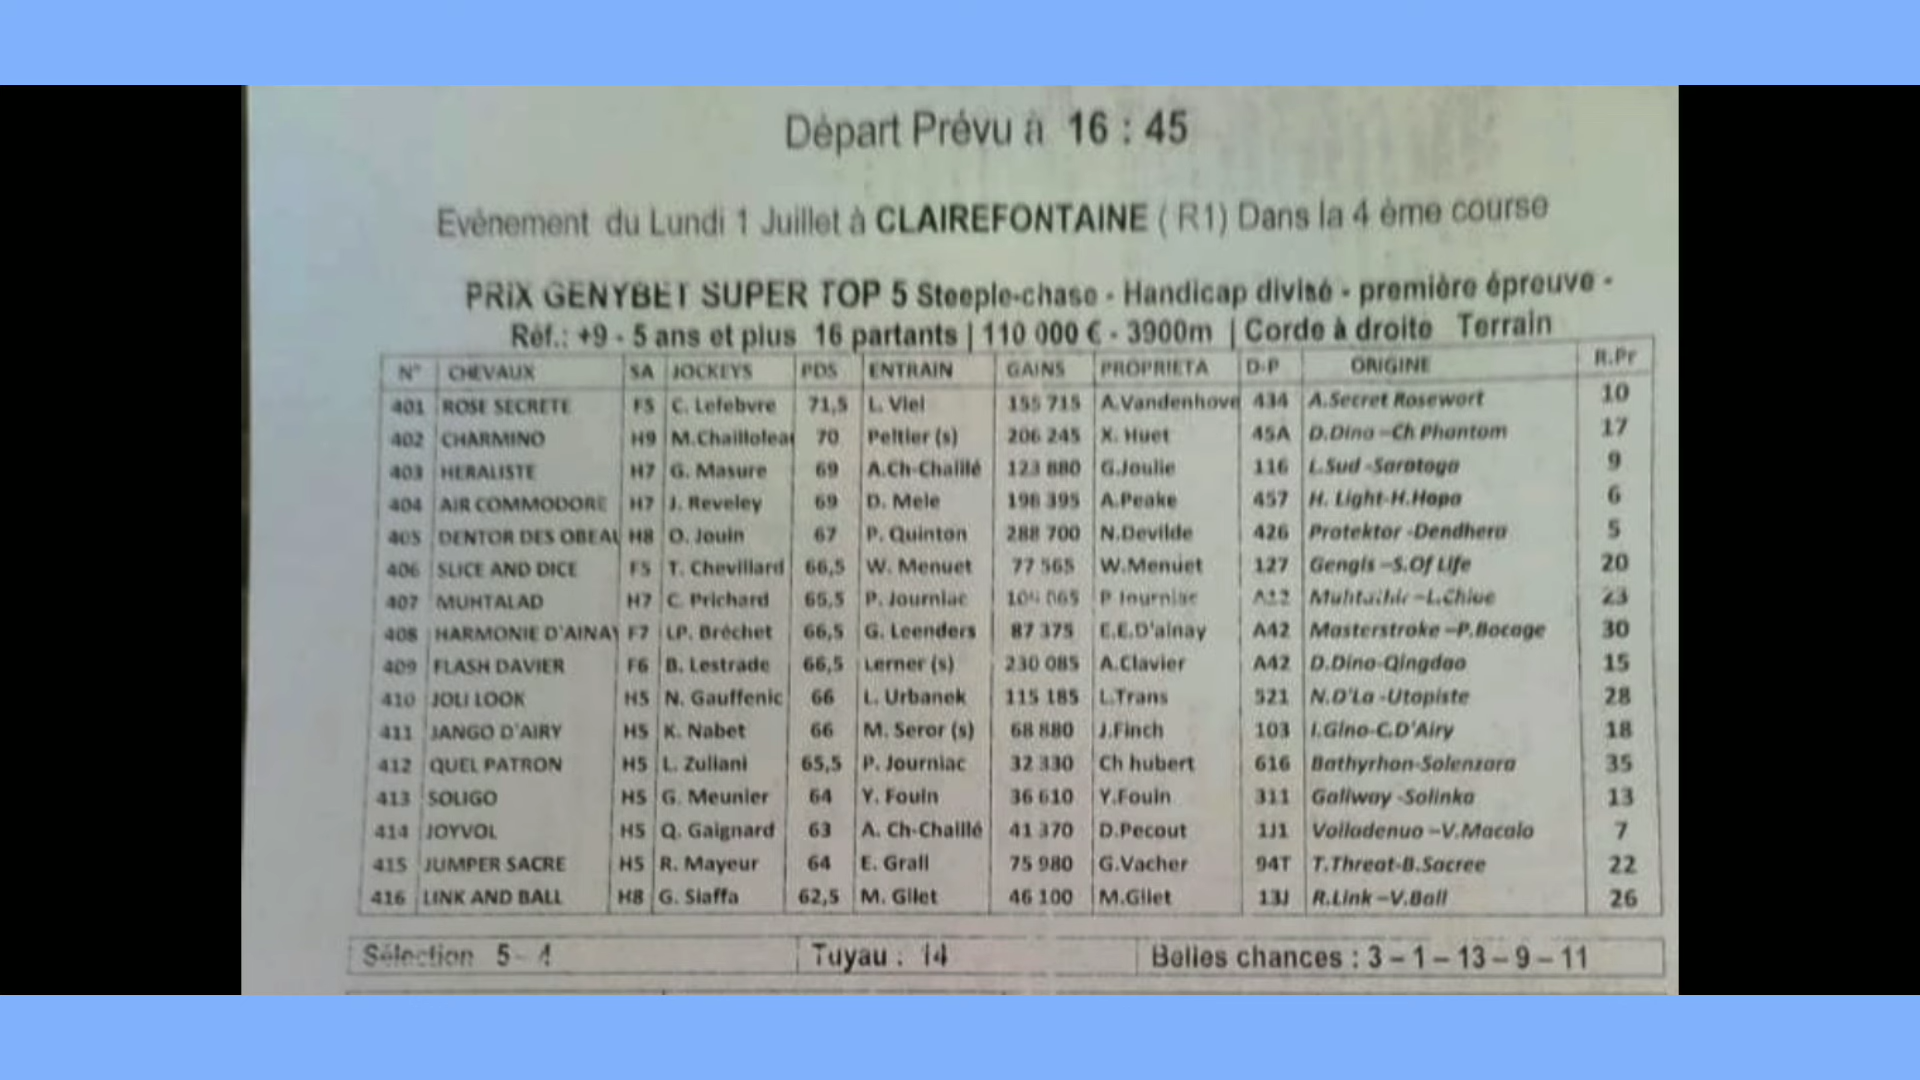 Départ Prévu à 16 : 45
Evénement du Lundi 1 Juillet à CLAIREFONTAINE ( R1) Dans la 4 ème course
PRIX GENYBET SUPER TOP 5 Steeple-chase - Handicap divisé - première épreuve -
Réf.: +9 - 5 ans et plus 16 partants | 110 000 € - 3900m | Corde à droite Terrain
N° CHEVAUX SA JOCKEYS PDS ENTRAIN GAINS PROPRIETA D-P ORIGINE R.Pr
401 ROSE SECRETE F5 C. Lefebvre 71,5 L. Viel 155 715 A.Vandenhove 434 A.Secret Rosewort 10
402 CHARMINO H9 M.Chailloleau 70 Peltier (s) 206 245 X. Huet 45A D.Dino –Ch Phantom 17
403 HERALISTE H7 G. Masure 69 A.Ch-Chaillé 123 880 G.Joulie 116 L.Sud -Saratoga 9
404 AIR COMMODORE H7 J. Reveley 69 D. Mele 198 395 A.Peake 457 H. Light-H.Hopa 6
405 DENTOR DES OBEAU H8 O. Jouin 67 P. Quinton 288 700 N.Devilde 426 Protektor -Dendhera 5
406 SLICE AND DICE F5 T. Chevillard 66,5 W. Menuet 77 565 W.Menuet 127 Gengis –S.Of Life 20
407 MUHTALAD H7 C. Prichard 65,5 P. Journiac P Journiac A12 23
408 HARMONIE D'AINAY F7 LP. Bréchet 66,5 G. Leenders 87 375 E.E.D'ainay A42 Masterstroke –P.Bocage 30
409 FLASH DAVIER F6 B. Lestrade 66,5 Lerner (s) 230 085 A.Clavier A42 D.Dino-Qingdao 15
410 JOLI LOOK H5 N. Gauffenic 66 L. Urbanek 115 185 L.Trans 521 N.D'La -Utopiste 28
411 JANGO D'AIRY H5 K. Nabet 66 M. Seror (s) 68 880 J.Finch 103 I.Gino-C.D'Airy 18
412 QUEL PATRON H5 L. Zuliani 65,5 P. Journiac 32 330 Ch hubert 616 Bathyrhon-Solenzara 35
413 SOLIGO H5 G. Meunier 64 Y. Fouin 36 610 Y.Fouin 311 Galiway -Solinka 13
414 JOYVOL H5 Q. Gaignard 63 A. Ch-Chaillé 41 370 D.Pecout 1J1 Voiladenuo –V.Macalo 7
415 JUMPER SACRE H5 R. Mayeur 64 E. Grall 75 980 G.Vacher 94T T.Threat-B.Sacree 22
416 LINK AND BALL H8 G. Siaffa 62,5 M. Gilet 46 100 M.Gilet 13J R.Link –V.Ball 26
Sélection 5 - 4 Tuyau : 14 Belles chances : 3 – 1 – 13 – 9 – 11